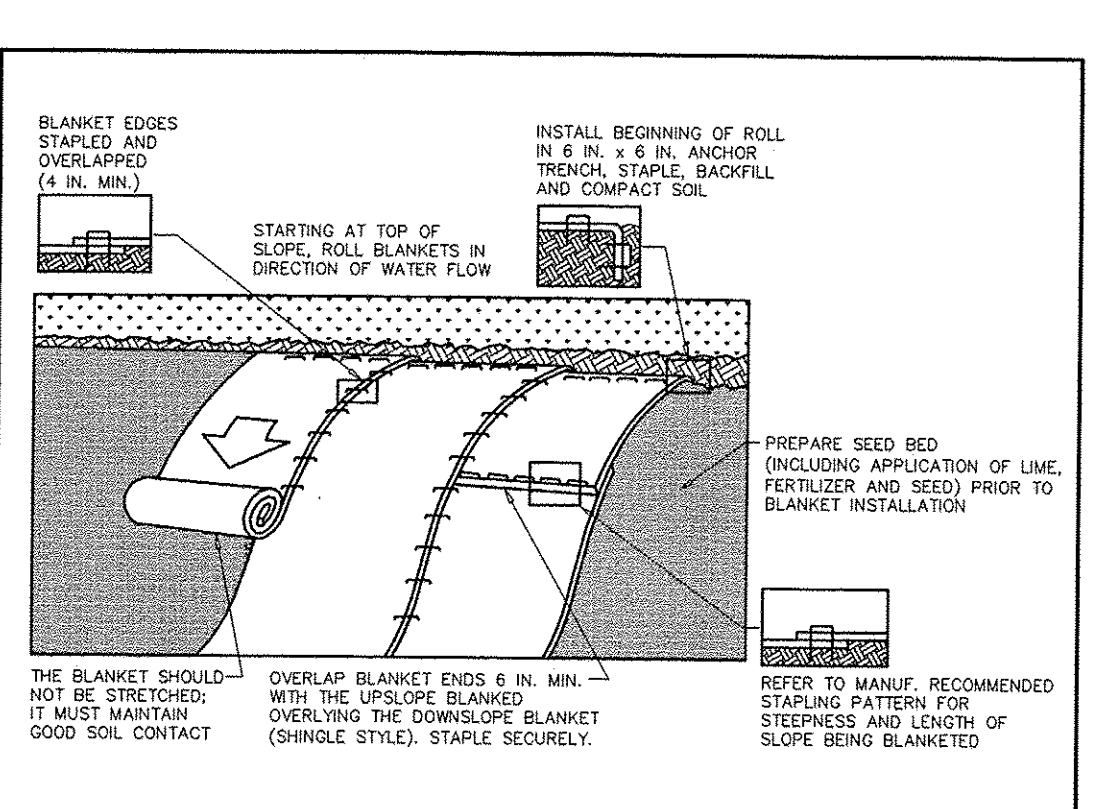 BLANKET EDGES
STAPLED AND
OVERLAPPED
(4 IN. MIN.)
STARTING AT TOP OF
SLOPE, ROLL BLANKETS IN
DIRECTION OF WATER FLOW
INSTALL BEGINNING OF ROLL
IN 6 IN. x 6 IN. ANCHOR
TRENCH, STAPLE, BACKFILL
AND COMPACT SOIL
PREPARE SEED BED
(INCLUDING APPLICATION OF LIME,
FERTILIZER AND SEED) PRIOR TO
BLANKET INSTALLATION
THE BLANKET SHOULD
NOT BE STRETCHED;
IT MUST MAINTAIN
GOOD SOIL CONTACT
OVERLAP BLANKET ENDS 6 IN. MIN.
WITH THE UPSLOPE BLANKED
OVERLYING THE DOWNSLOPE BLANKET
(SHINGLE STYLE). STAPLE SECURELY.
REFER TO MANUF. RECOMMENDED
STAPLING PATTERN FOR
STEEPNESS AND LENGTH OF
SLOPE BEING BLANKETED